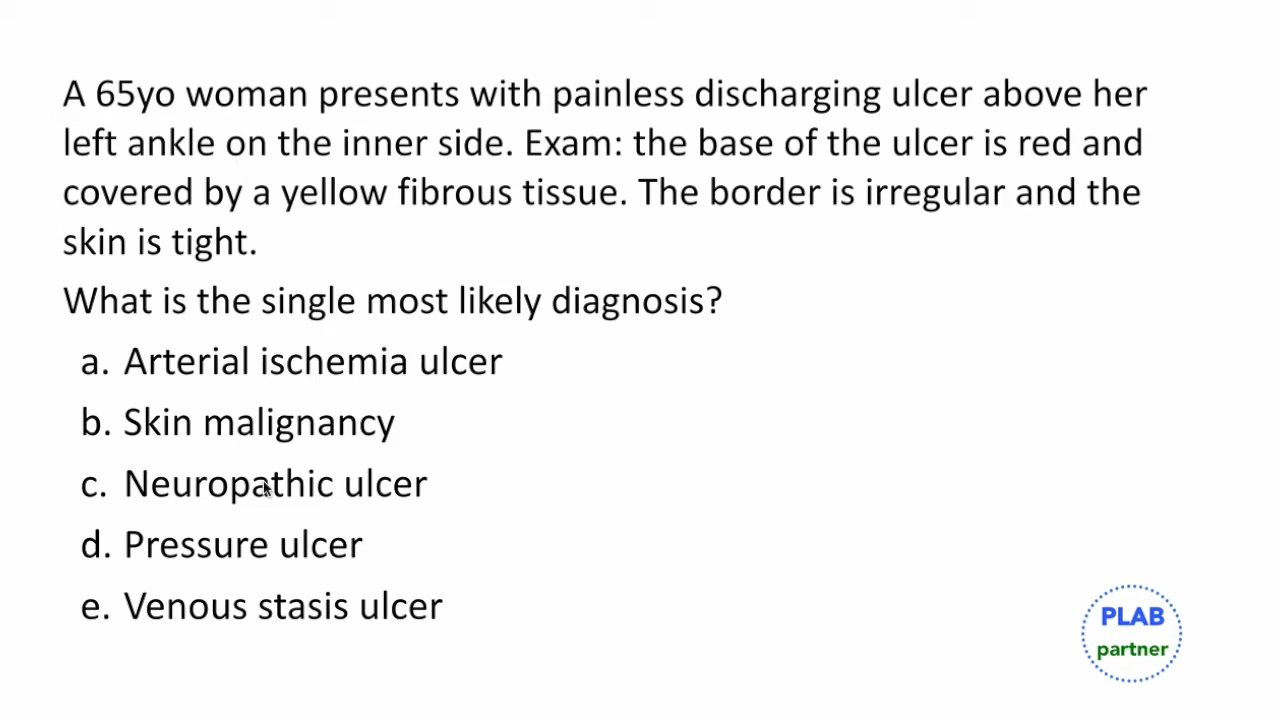 A 65yo woman presents with painless discharging ulcer above her
left ankle on the inner side. Exam: the base of the ulcer is red and
covered by a yellow fibrous tissue. The border is irregular and the
skin is tight.
What is the single most likely diagnosis?
a. Arterial ischemia ulcer
b. Skin malignancy
c. Neuropathic ulcer
d. Pressure ulcer
e. Venous stasis ulcer
PLAB
partner